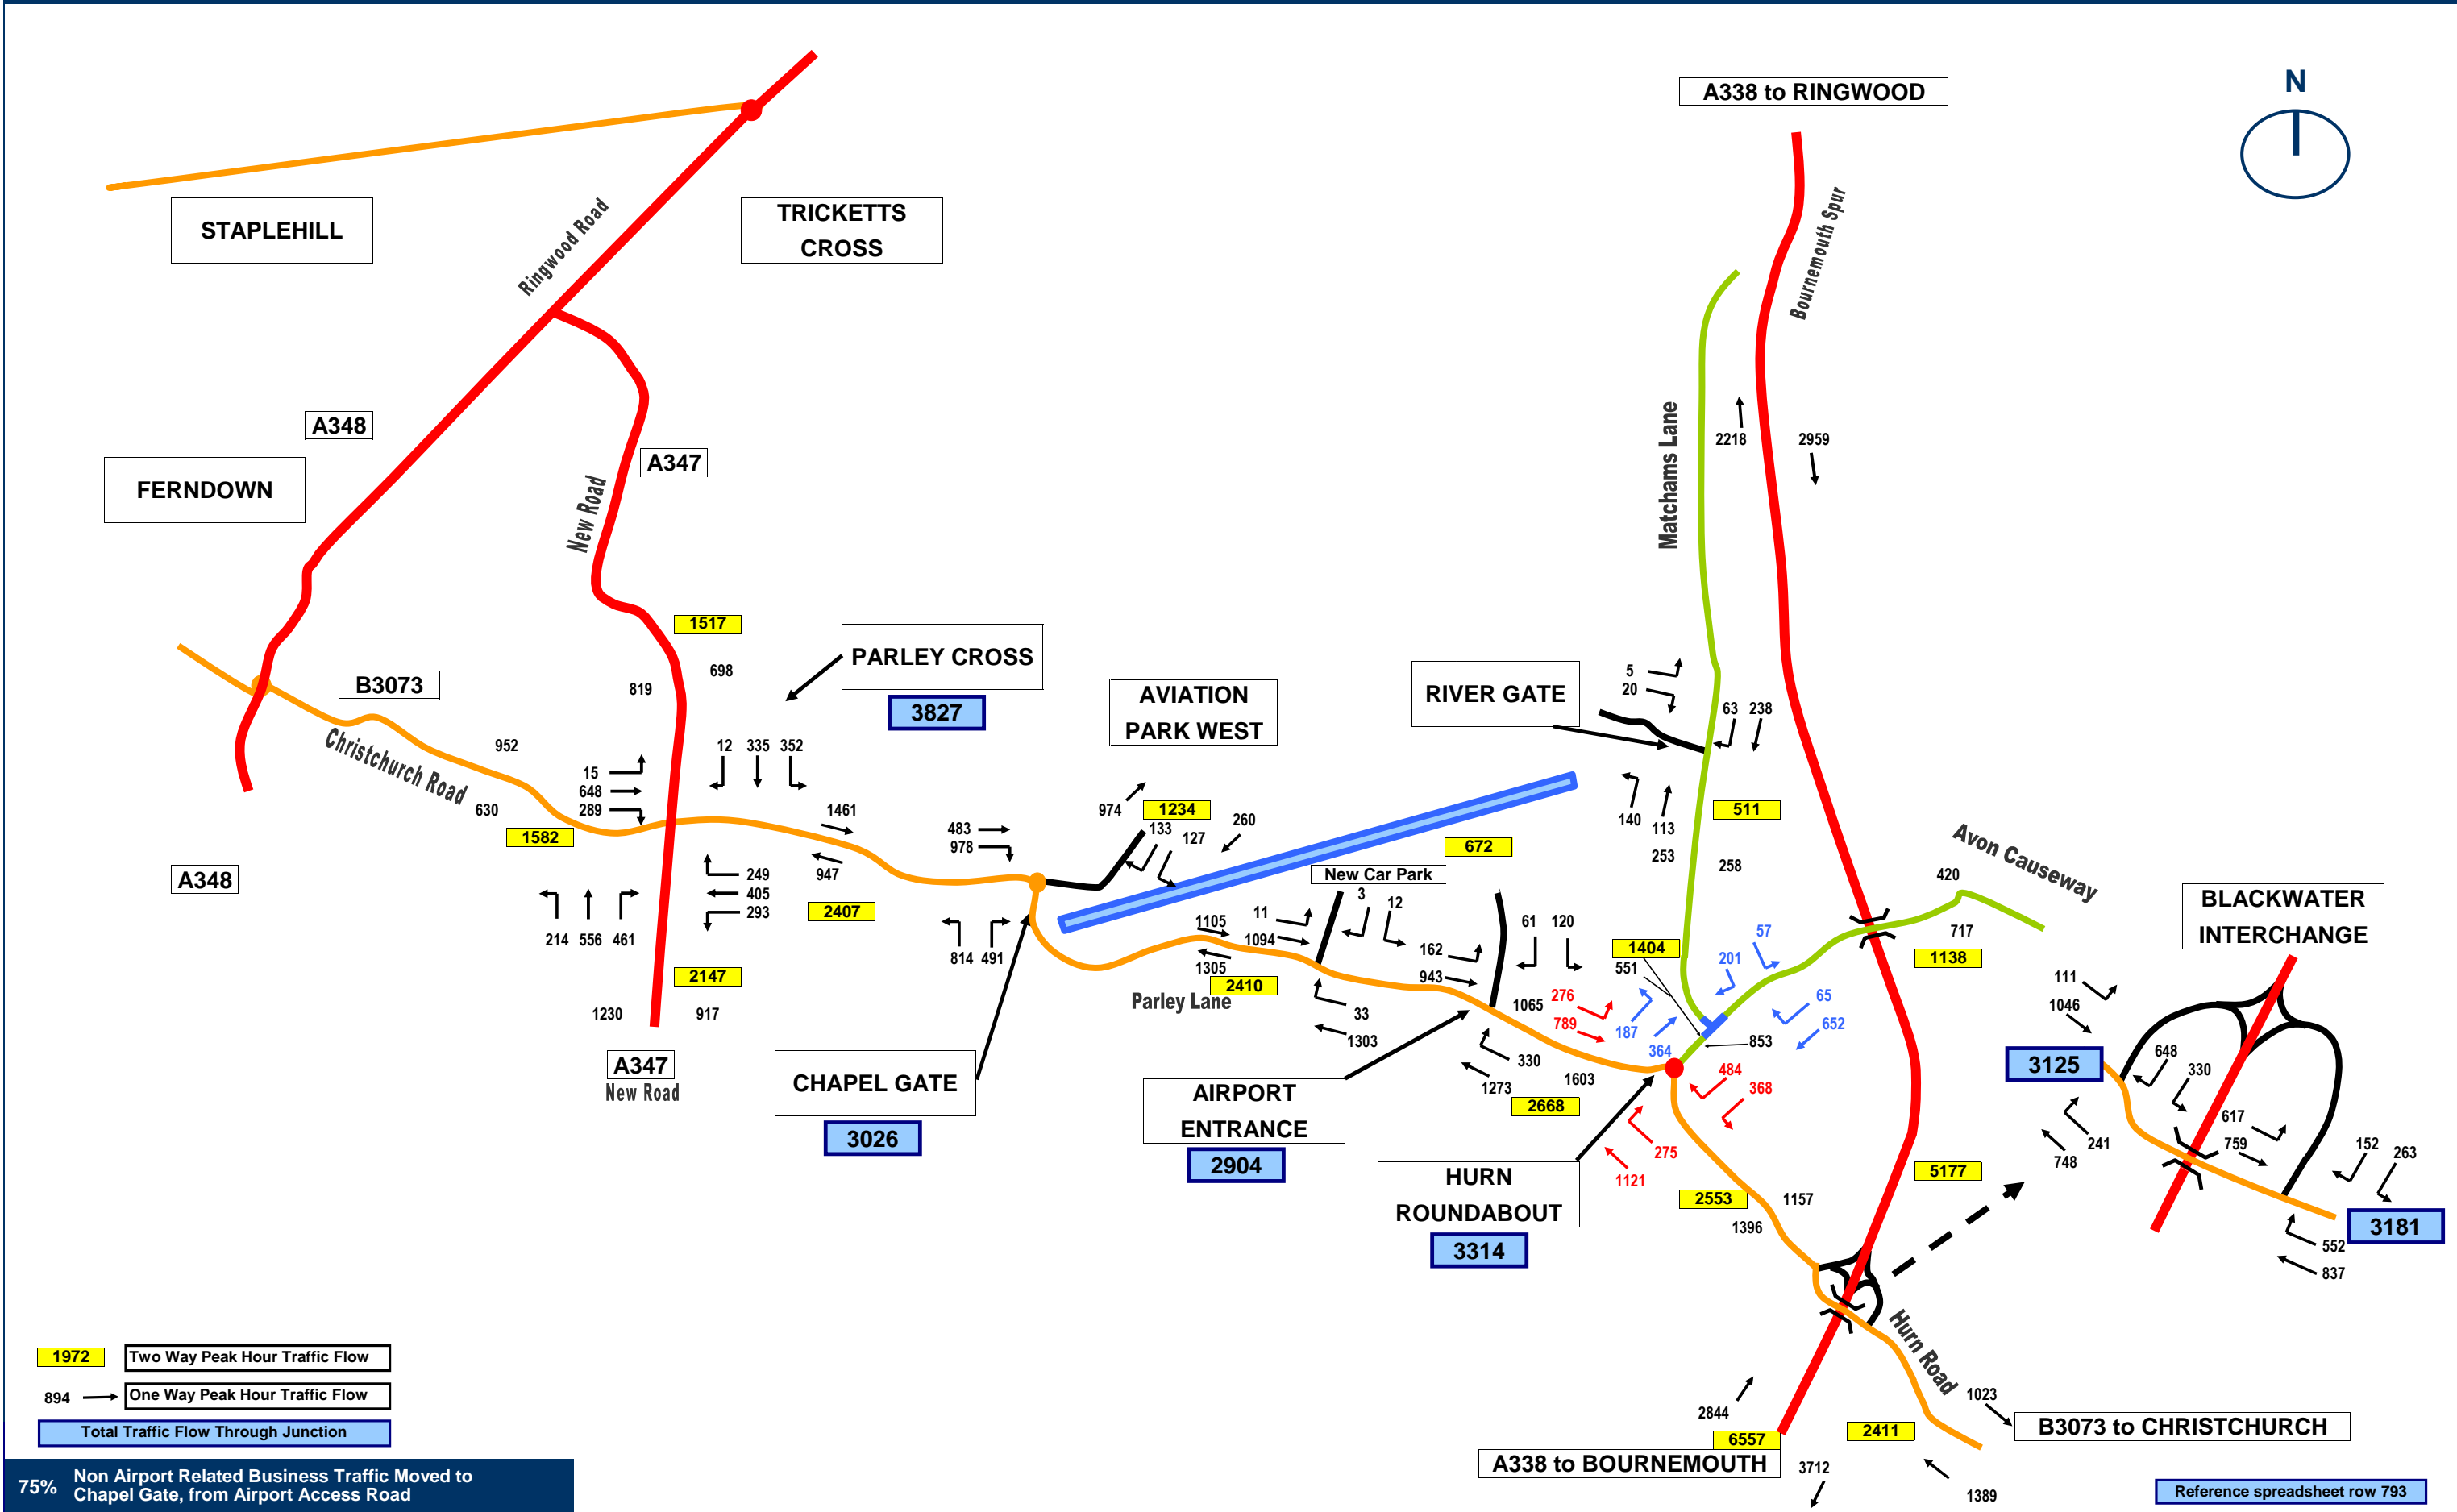 A338 to RINGWOOD
N
STAPLEHILL
TRICKETTS
CROSS
Ringwood Road
Bournemouth Spur
A348
FERNDOWN
A347
New Road
Matchams Lane
2218
2959
1517
698
819
PARLEY CROSS
3827
B3073
Christchurch Road
952
630
1582
15
648
289
12
335
352
1461
947
2407
249
405
293
214
556
461
2147
1230
917
A347
New Road
A348
AVIATION
PARK WEST
974
1234
133
127
260
483
978
814
491
CHAPEL GATE
3026
672
New Car Park
3
12
11
1105
1094
1305
2410
Parley Lane
33
1303
162
943
61
120
AIRPORT
ENTRANCE
2904
330
1273
1065
1603
2668
RIVER GATE
5
20
63
238
140
113
511
253
258
1404
551
57
201
65
652
187
364
853
276
789
484
368
275
1121
HURN
ROUNDABOUT
3314
Avon Causeway
420
717
1138
2553
1157
1396
5177
BLACKWATER
INTERCHANGE
111
1046
3125
648
330
617
759
241
748
152
263
3181
552
837
Hurn Road
1023
B3073 to CHRISTCHURCH
2411
1389
2844
6557
A338 to BOURNEMOUTH
3712
1972 Two Way Peak Hour Traffic Flow
894 One Way Peak Hour Traffic Flow
Total Traffic Flow Through Junction
75% Non Airport Related Business Traffic Moved to
Chapel Gate, from Airport Access Road
Reference spreadsheet row 793